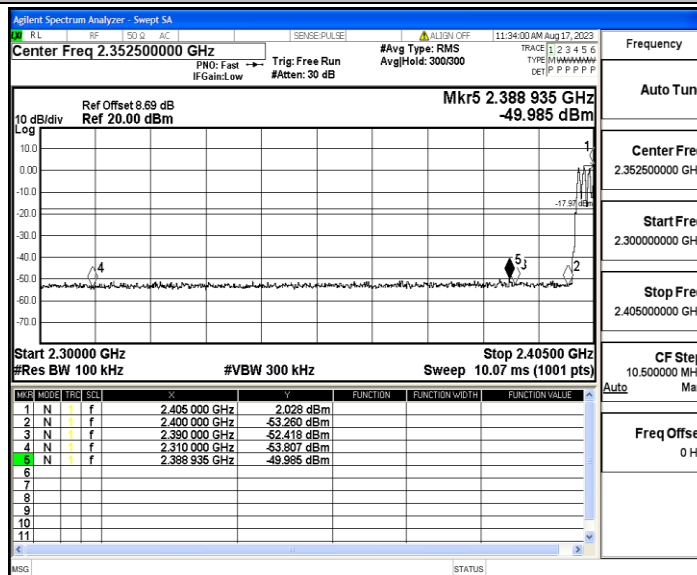 Agilent Spectrum Analyzer - Swept SA
RL RF 50 Ω AC SENSE:PULSE ALIGN OFF 11:34:00 AM Aug 17, 2023
Center Freq 2.352500000 GHz
PNO: Fast
IFGain:Low
Trig: Free Run
#Atten: 30 dB
#Avg Type: RMS
Avg|Hold: 300/300
TRACE 1 2 3 4 5 6
TYPE M
DET P P P P P P
Mkr5 2.388 935 GHz
-49.985 dBm
Ref Offset 8.69 dB
10 dB/div Ref 20.00 dBm
Log
10.0
0.00
-10.0
-20.0
-30.0
-40.0
-50.0
-60.0
-70.0
1
-17.97 dBm
4
5
3
2
Start 2.30000 GHz Stop 2.40500 GHz
#Res BW 100 kHz #VBW 300 kHz Sweep 10.07 ms (1001 pts)
MKR MODE TRC SCL X Y FUNCTION FUNCTION WIDTH FUNCTION VALUE
1 N 1 f 2.405 000 GHz 2.028 dBm
2 N 1 f 2.400 000 GHz -53.260 dBm
3 N 1 f 2.390 000 GHz -52.418 dBm
4 N 1 f 2.310 000 GHz -53.807 dBm
5 N 1 f 2.388 935 GHz -49.985 dBm
6
7
8
9
10
11
MSG STATUS
Frequency
Auto Tun
Center Fre
2.352500000 GH
Start Fre
2.300000000 GH
Stop Fre
2.405000000 GH
CF Ste
10.500000 MH
Auto Ma
Freq Offse
0 H